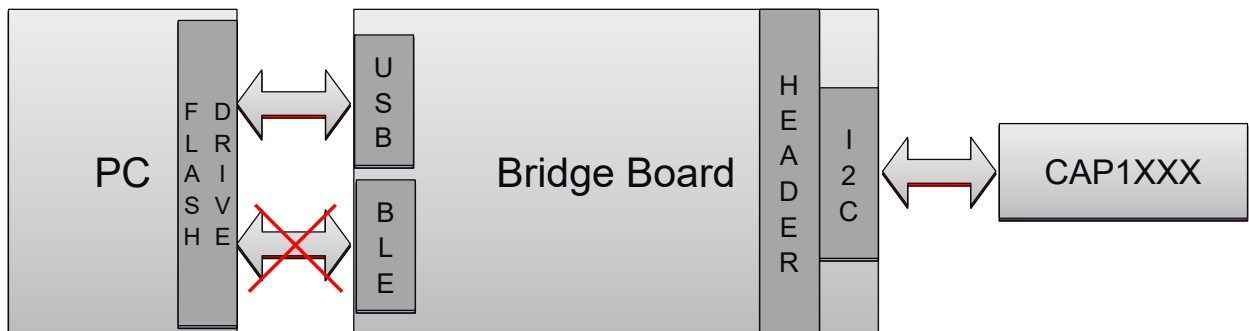 PC
FLASH
DRIVE
USB
BLE
Bridge Board
HEADER
I2C
CAP1XXX